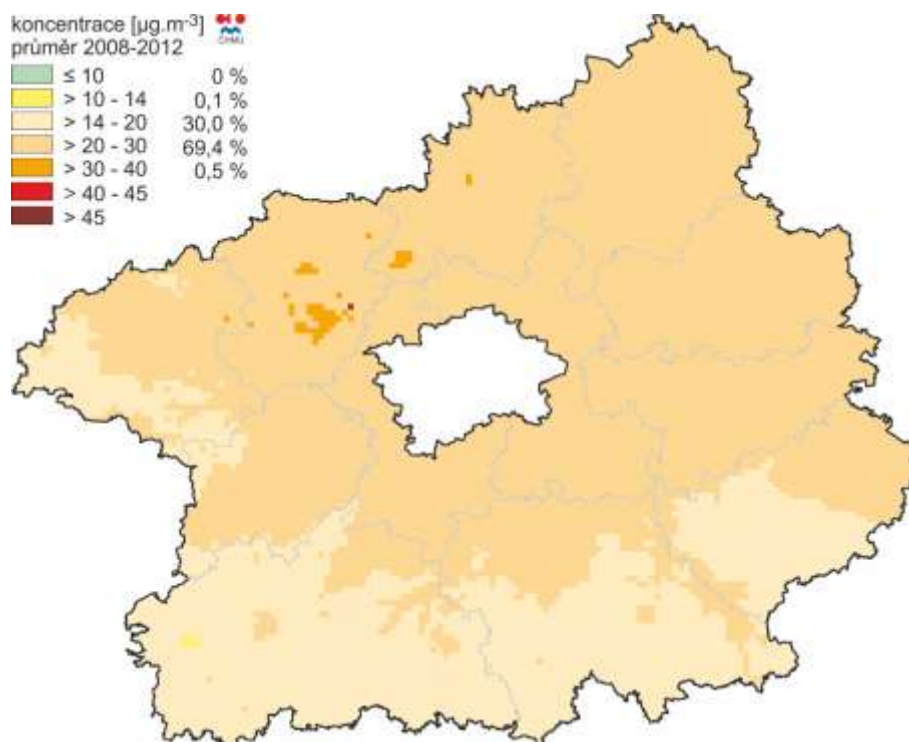 koncentrace [µg.m-3]
ČHMÚ
průměr 2008-2012
≤ 10 0 %
> 10 - 14 0,1 %
> 14 - 20 30,0 %
> 20 - 30 69,4 %
> 30 - 40 0,5 %
> 40 - 45
> 45